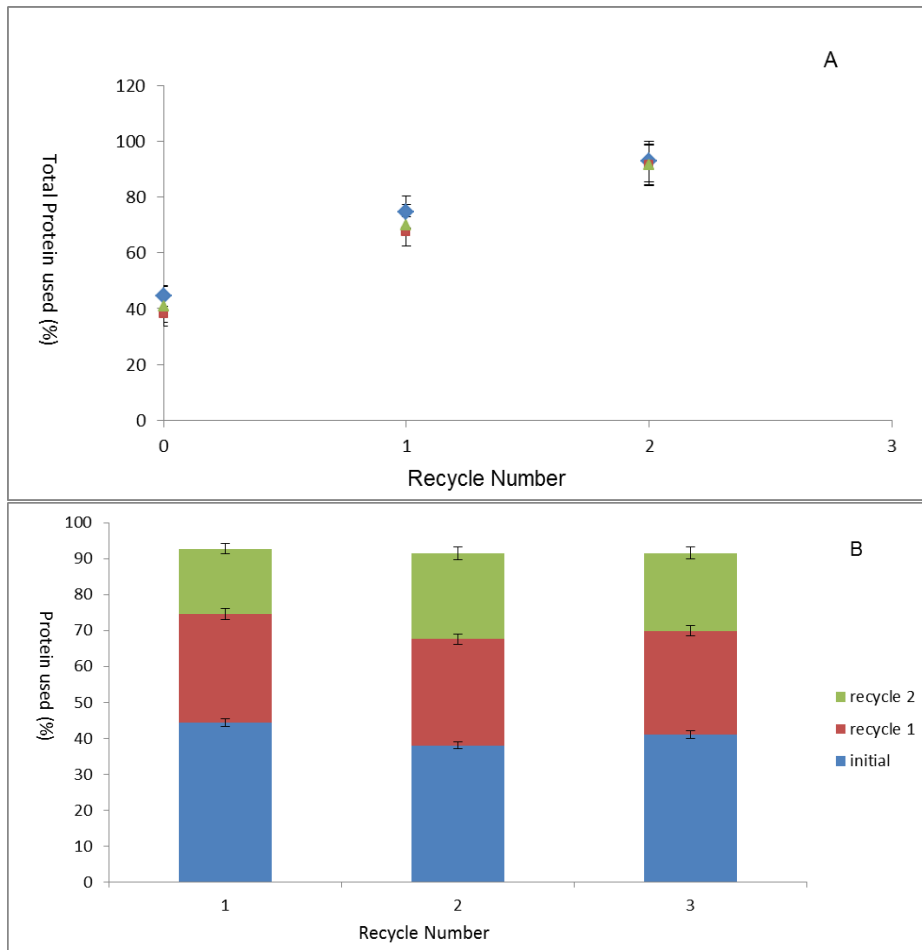 A
120
100
80
60
40
20
0
0 1 2 3
Total Protein used (%)
Recycle Number
B
100
90
80
70
60
50
40
30
20
10
0
1 2 3
Protein used (%)
Recycle Number
recycle 2
recycle 1
initial